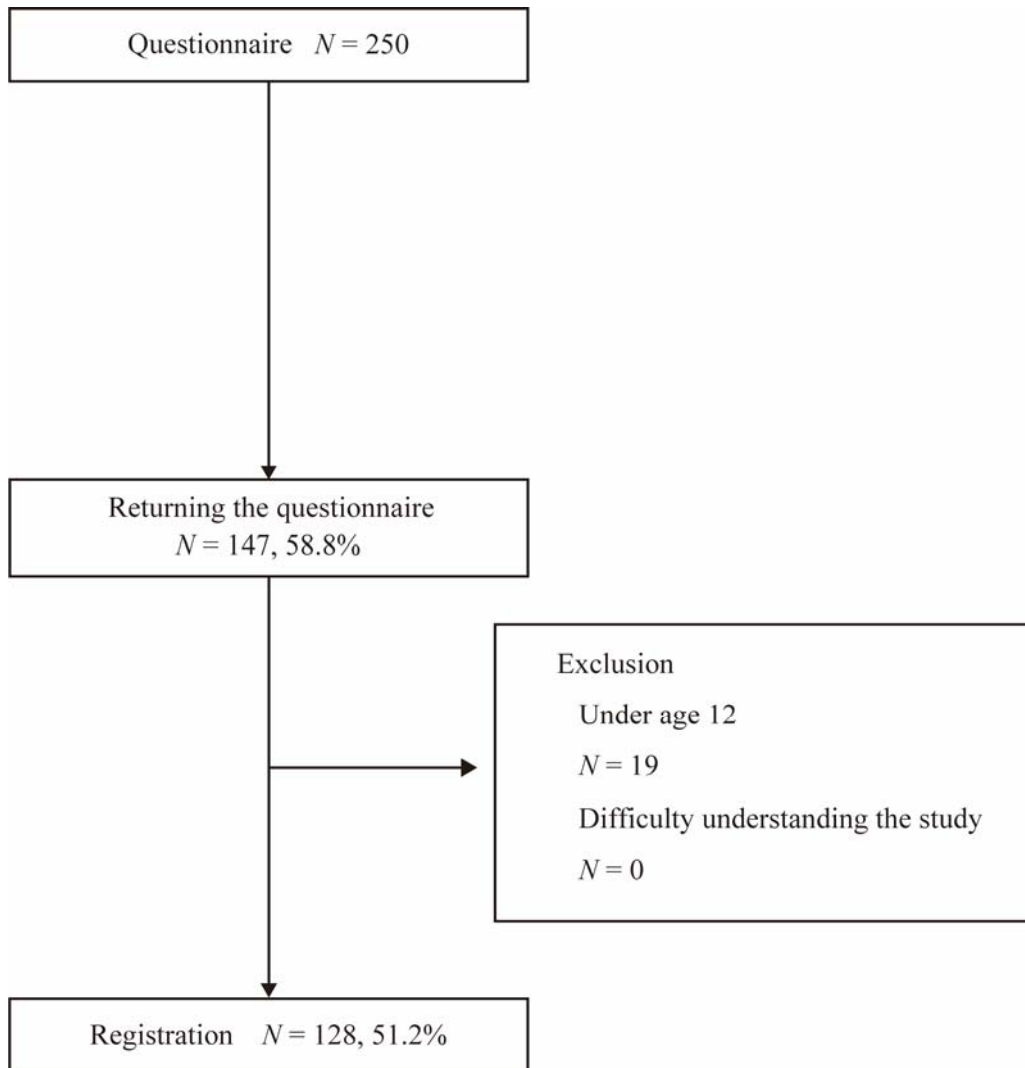 Questionnaire N = 250
Returning the questionnaire
N = 147, 58.8%
Exclusion
Under age 12
N = 19
Difficulty understanding the study
N = 0
Registration N = 128, 51.2%